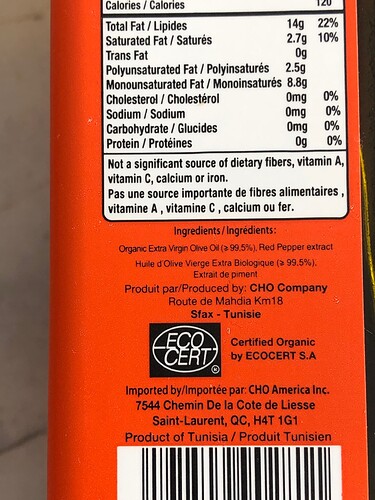 Calories / Calories 120
Total Fat / Lipides 14g 22%
Saturated Fat / Saturés 2.7g 10%
Trans Fat 0g
Polyunsaturated Fat / Polyinsaturés 2.5g
Monounsaturated Fat / Monoinsaturés 8.8g
Cholesterol / Cholestérol 0mg 0%
Sodium / Sodium 0mg 0%
Carbohydrate / Glucides 0mg 0%
Protein / Protéines 0g 0%
Not a significant source of dietary fibers, vitamin A,
vitamin C, calcium or iron.
Pas une source importante de fibres alimentaires ,
vitamine A , vitamine C , calcium ou fer.
Ingredients / Ingrédients :
Organic Extra Virgin Olive Oil (≥ 99.5%), Red Pepper extract
Huile d'Olive Vierge Extra Biologique (≥ 99.5%),
Extrait de piment
Produit par/Produced by: CHO Company
Route de Mahdia Km18
Sfax - Tunisie
ECO
CERT ®
Certified Organic
by ECOCERT S.A
Imported by/Importée par: CHO America Inc.
7544 Chemin De la Cote de Liesse
Saint-Laurent, QC, H4T 1G1
Product of Tunisia / Produit Tunisien